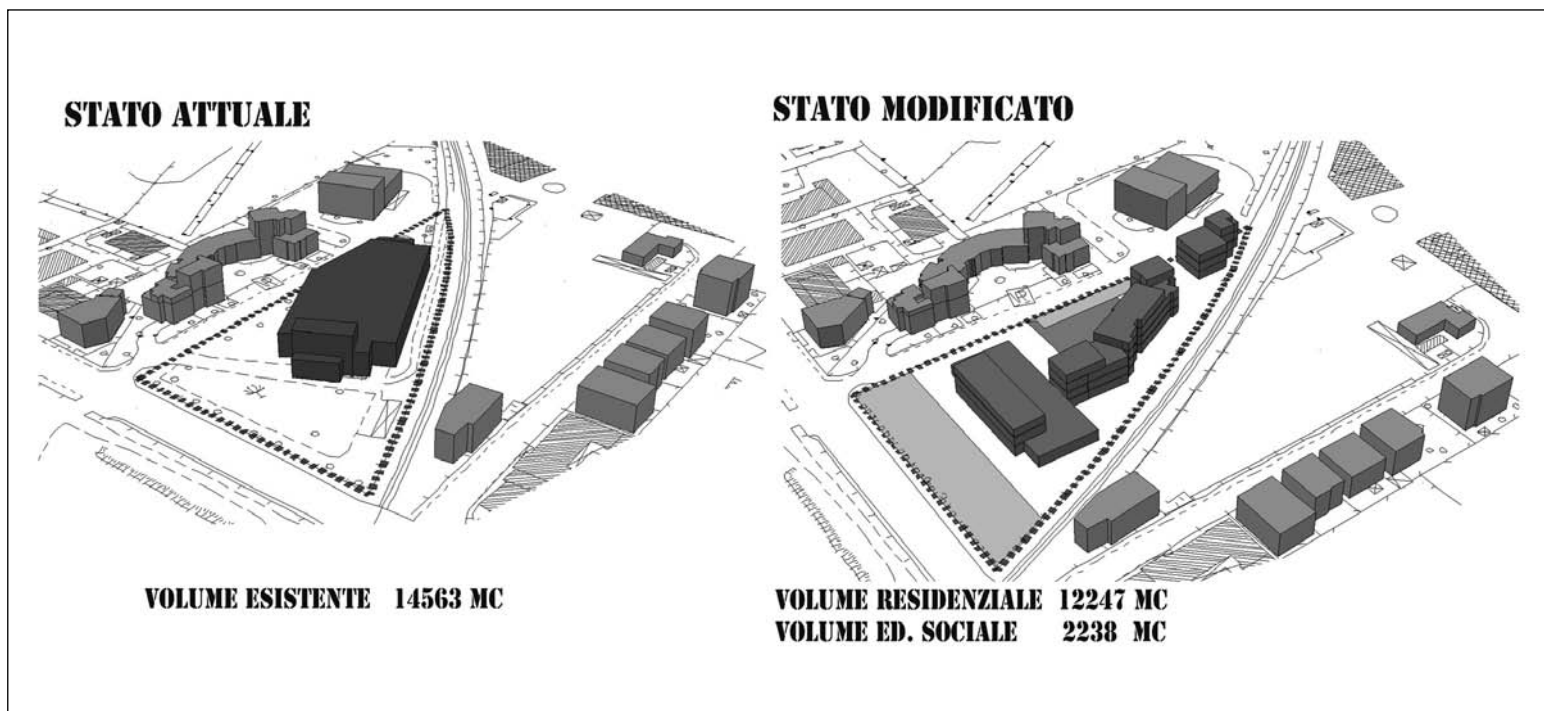 STATO ATTUALE
VOLUME ESISTENTE 14563 MC
STATO MODIFICATO
P
F
VOLUME RESIDENZIALE 12247 MC
VOLUME ED. SOCIALE 2238 MC